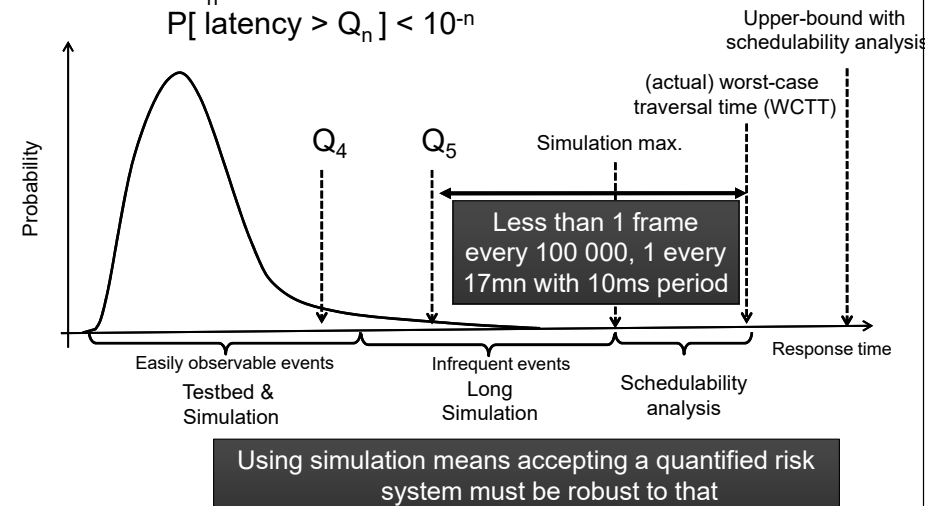 n
P[ latency > Qn ] < 10-n
Upper-bound with
schedulability analysis
(actual) worst-case
traversal time (WCTT)
Q4
Q5
Simulation max.
Probability
Less than 1 frame
every 100 000, 1 every
17mn with 10ms period
Response time
Easily observable events
Testbed &
Simulation
Infrequent events
Long
Simulation
Schedulability
analysis
Using simulation means accepting a quantified risk
system must be robust to that